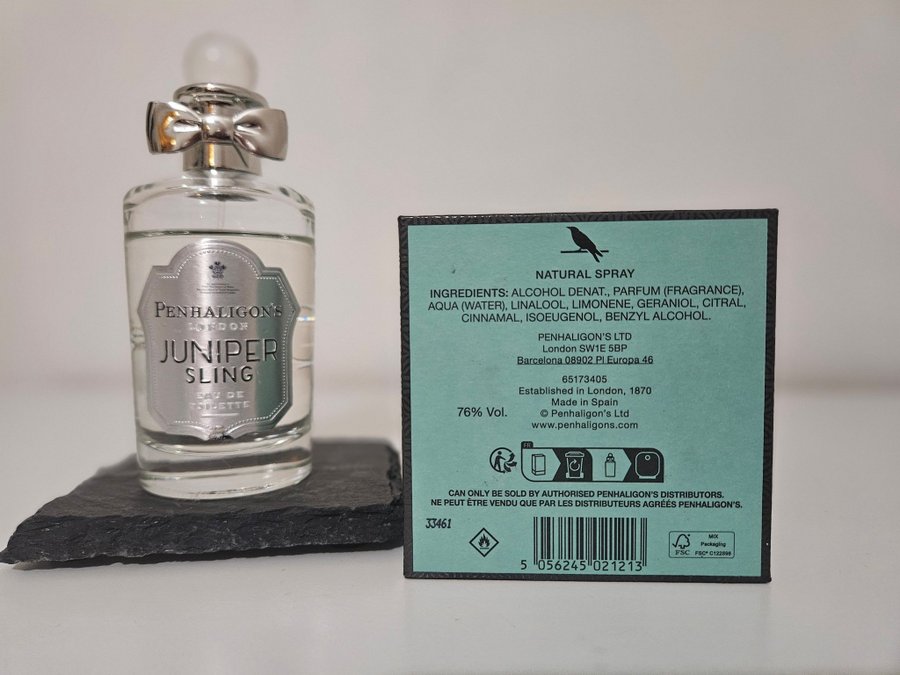 PENHALIGON'S
LONDON
JUNIPER
SLING
EAU DE
TOILETTE
NATURAL SPRAY
INGREDIENTS: ALCOHOL DENAT., PARFUM (FRAGRANCE),
AQUA (WATER), LINALOOL, LIMONENE, GERANIOL, CITRAL,
CINNAMAL, ISOEUGENOL, BENZYL ALCOHOL.
PENHALIGON'S LTD
London SW1E 5BP
Barcelona 08902 Pl Europa 46
65173405
Established in London, 1870
Made in Spain
76% Vol.
© Penhaligon's Ltd
www.penhaligons.com
FR
CAN ONLY BE SOLD BY AUTHORISED PENHALIGON'S DISTRIBUTORS.
NE PEUT ÊTRE VENDU QUE PAR LES DISTRIBUTEURS AGRÉÉS PENHALIGON'S.
33461
5 056245 021213
FSC
MIX
Packaging
FSC® C122896